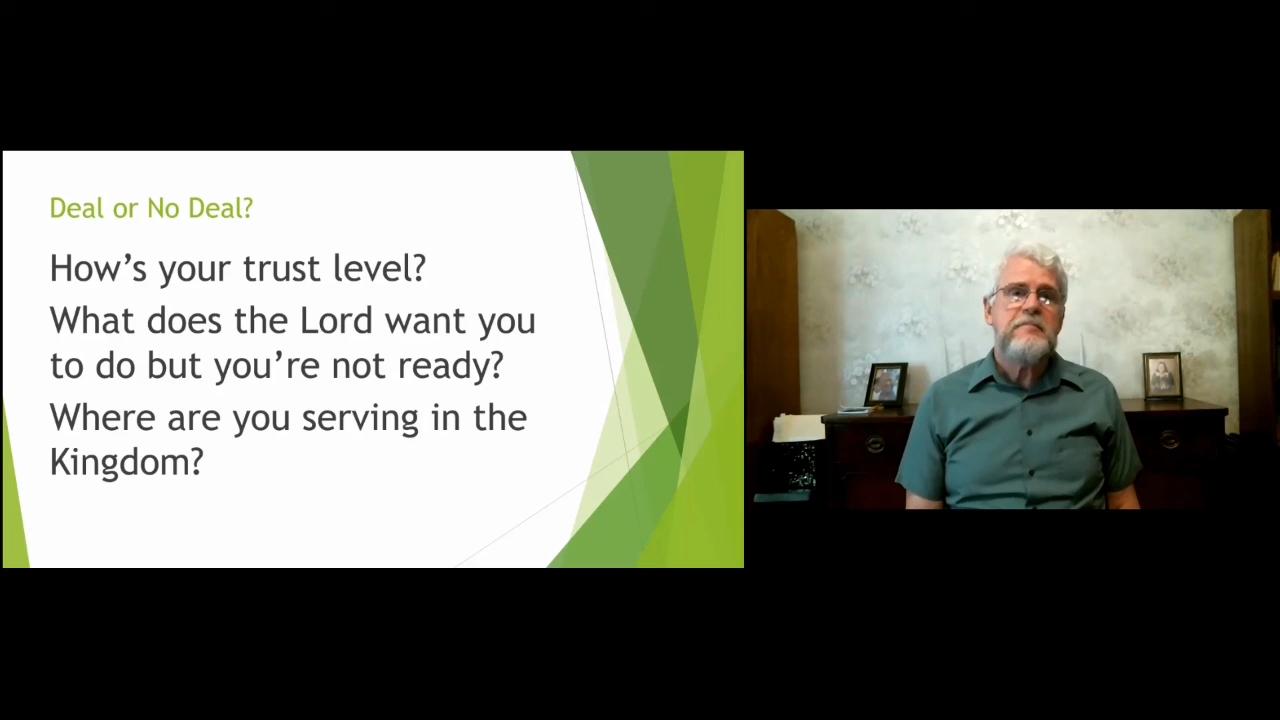 Deal or No Deal?
How’s your trust level?
What does the Lord want you
to do but you’re not ready?
Where are you serving in the
Kingdom?